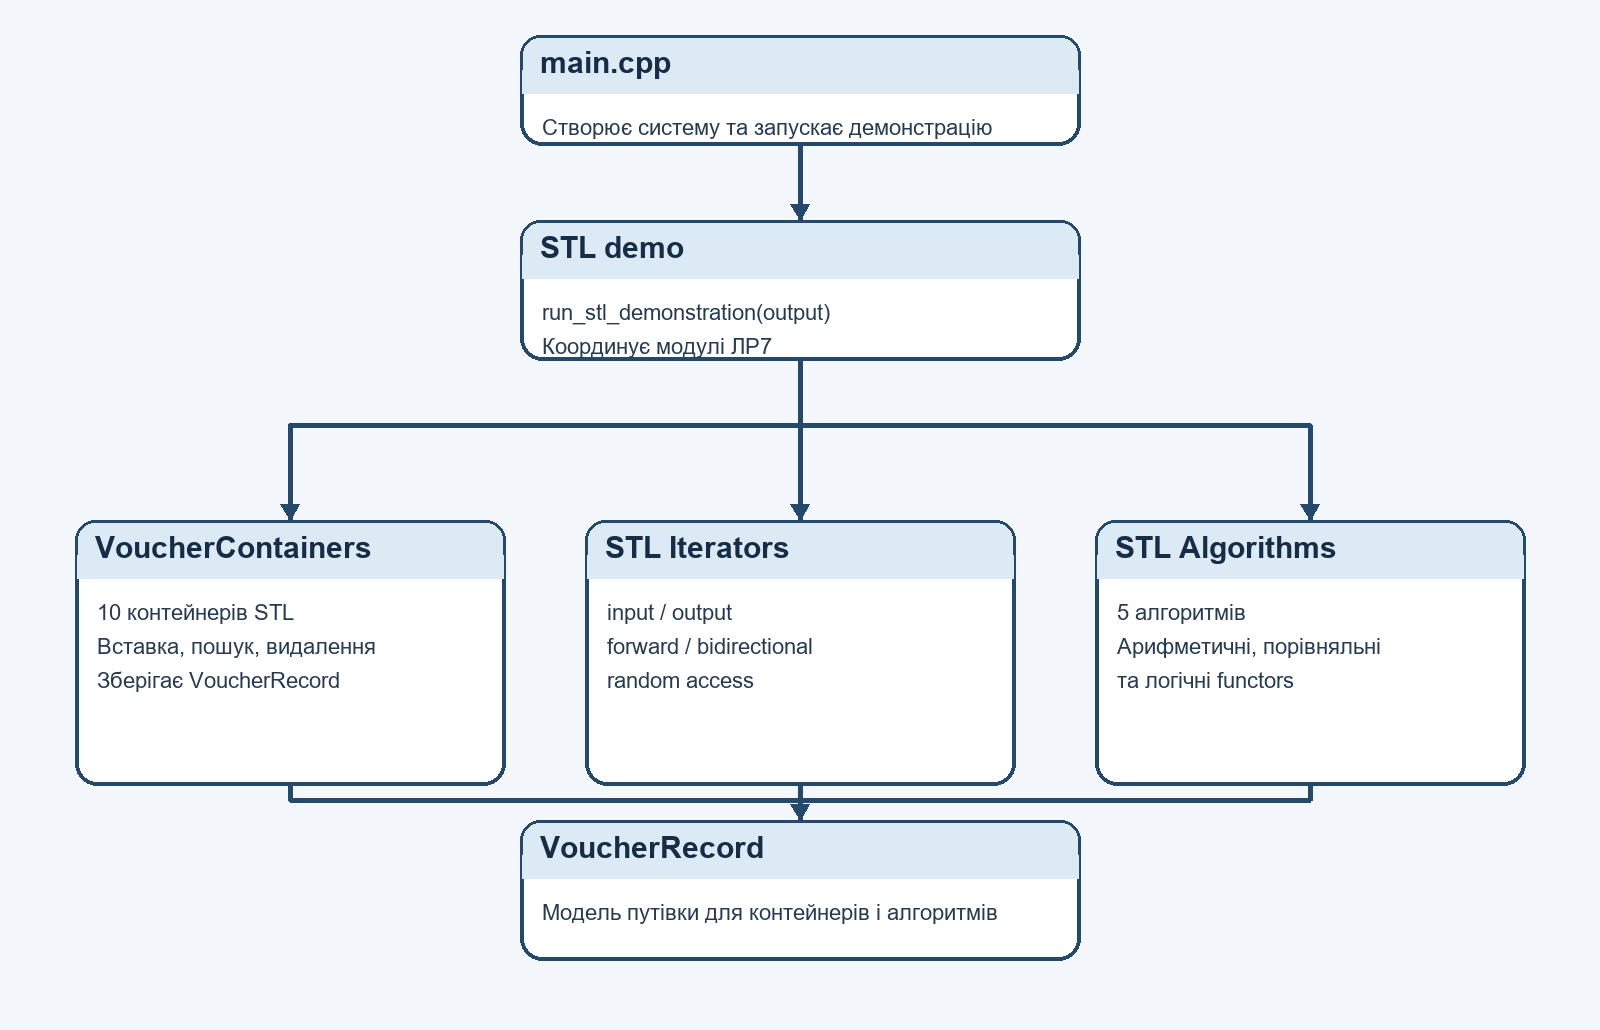 main.cpp
Створює систему та запускає демонстрацію
STL demo
run_stl_demonstration(output)
Координує модулі ЛР7
VoucherContainers
10 контейнерів STL
Вставка, пошук, видалення
Зберігає VoucherRecord
STL Iterators
input / output
forward / bidirectional
random access
STL Algorithms
5 алгоритмів
Арифметичні, порівняльні
та логічні functors
VoucherRecord
Модель путівки для контейнерів і алгоритмів